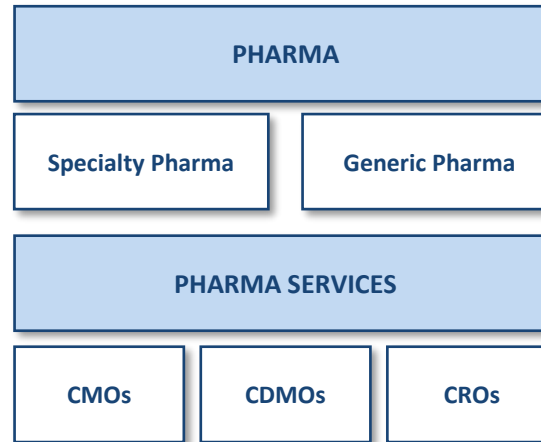 PHARMA
Specialty Pharma
Generic Pharma
PHARMA SERVICES
CMOs
CDMOs
CROs